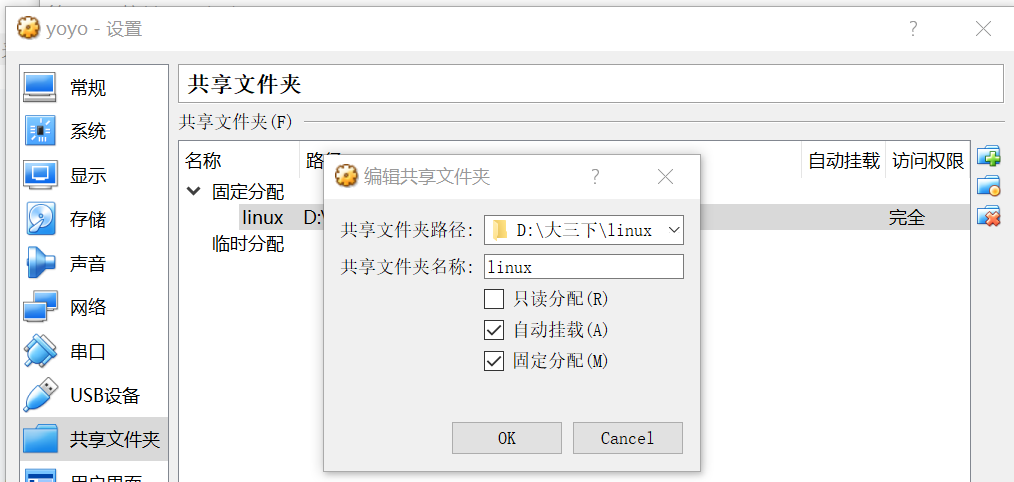 yoyo - 设置
常规
系统
显示
存储
声音
网络
串口
USB设备
共享文件夹
用户界面
共享文件夹
共享文件夹(F)
名称
自动挂载
访问权限
固定分配
linux
D:\
完全
临时分配
编辑共享文件夹
共享文件夹路径:
D:\大三下\linux
共享文件夹名称:
linux
只读分配(R)
自动挂载(A)
固定分配(M)
OK
Cancel